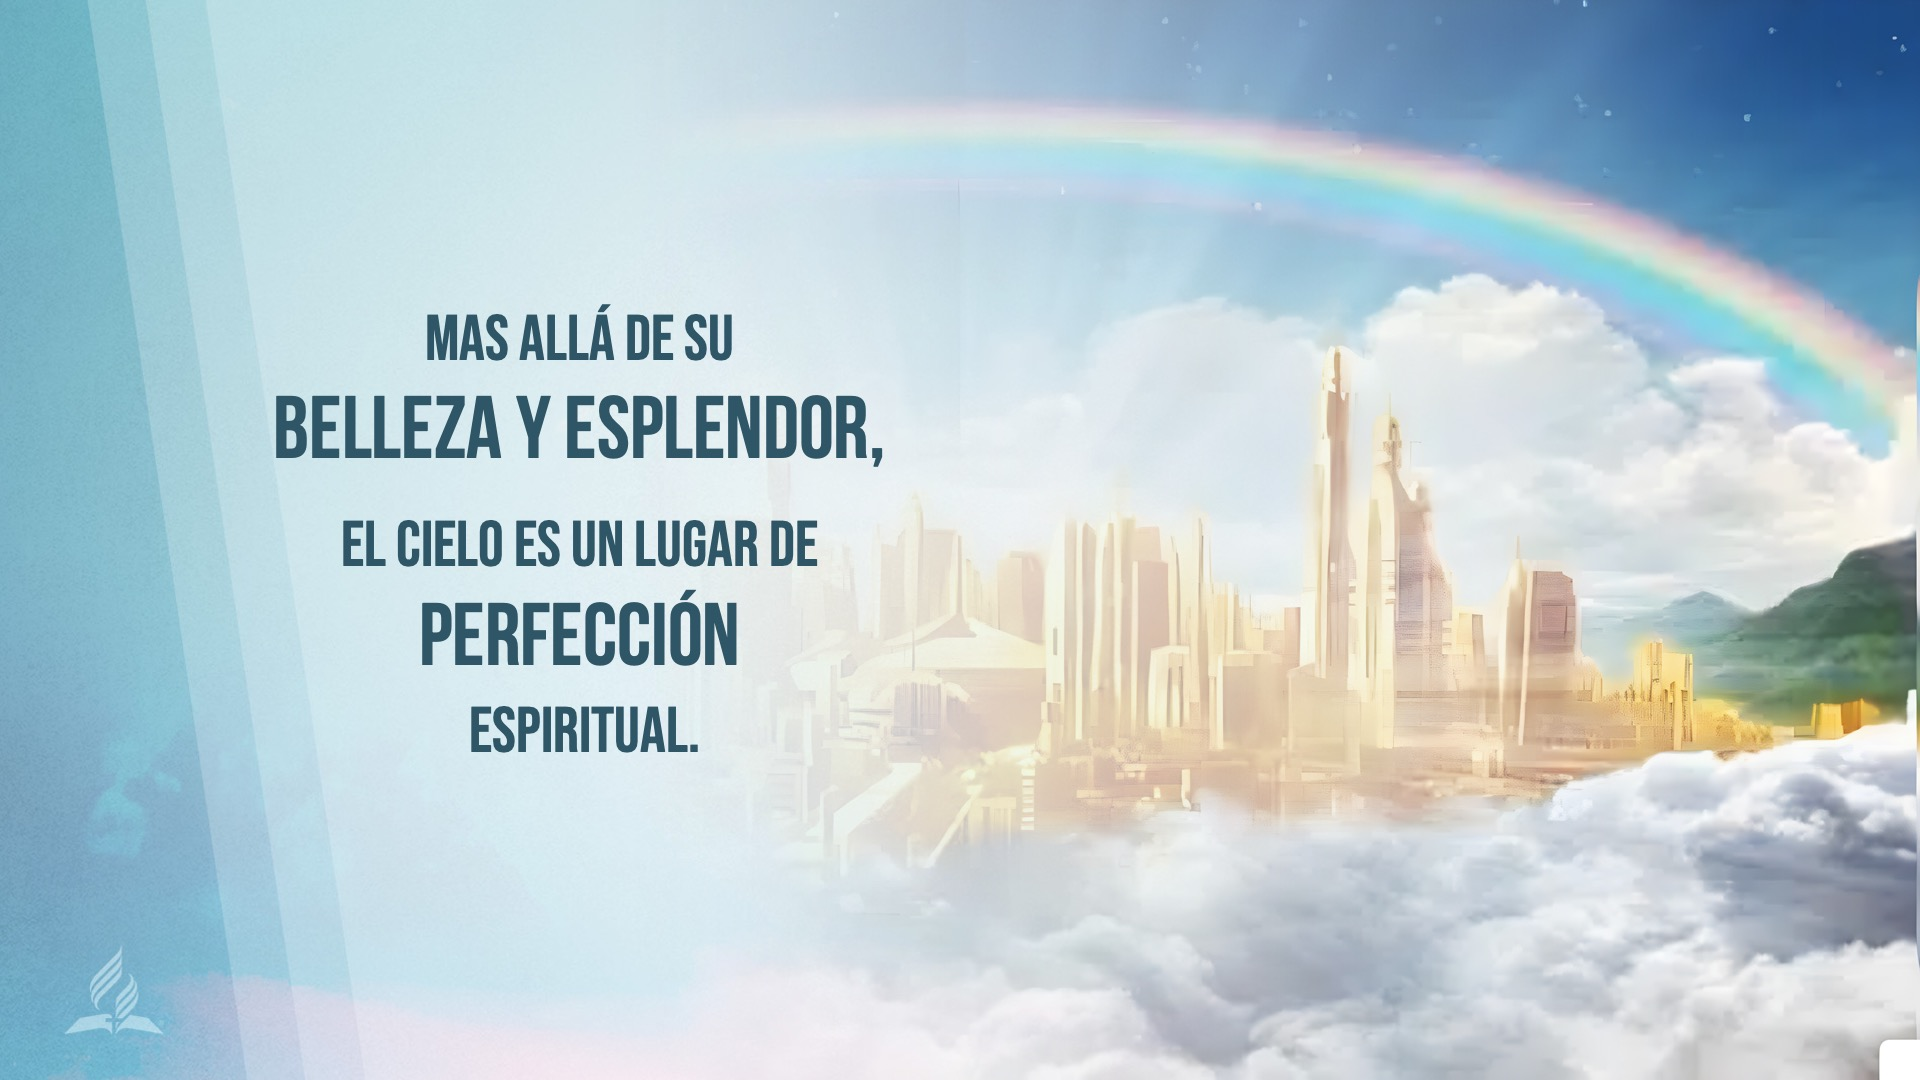 MAS ALLÁ DE SU
BELLEZA Y ESPLENDOR,
EL CIELO ES UN LUGAR DE
PERFECCIÓN
ESPIRITUAL.